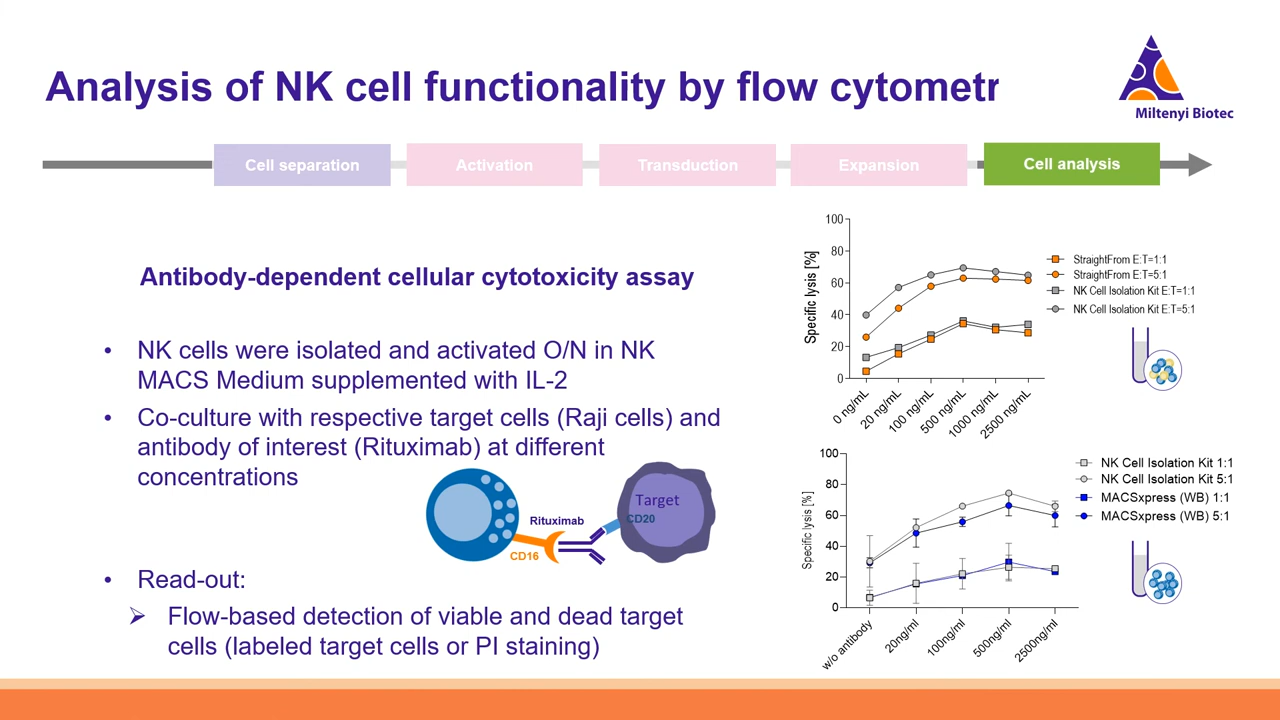 Analysis of NK cell functionality by flow cytometr
Miltenyi Biotec
Cell separation
Activation
Transduction
Expansion
Cell analysis
Antibody-dependent cellular cytotoxicity assay
• NK cells were isolated and activated O/N in NK
MACS Medium supplemented with IL-2
• Co-culture with respective target cells (Raji cells) and
antibody of interest (Rituximab) at different
concentrations
Target
CD20
Rituximab
CD16
• Read-out:
➢ Flow-based detection of viable and dead target
cells (labeled target cells or PI staining)
Specific lysis [%]
100
80
60
40
20
0
0 ng/mL
20 ng/mL
100 ng/mL
500 ng/mL
1000 ng/mL
2500 ng/mL
StraightFrom E:T=1:1
StraightFrom E:T=5:1
NK Cell Isolation Kit E:T=1:1
NK Cell Isolation Kit E:T=5:1
Specific lysis [%]
100
80
60
40
20
0
w/o antibody
20ng/ml
100ng/ml
500ng/ml
2500ng/ml
NK Cell Isolation Kit 1:1
NK Cell Isolation Kit 5:1
MACSxpress (WB) 1:1
MACSxpress (WB) 5:1